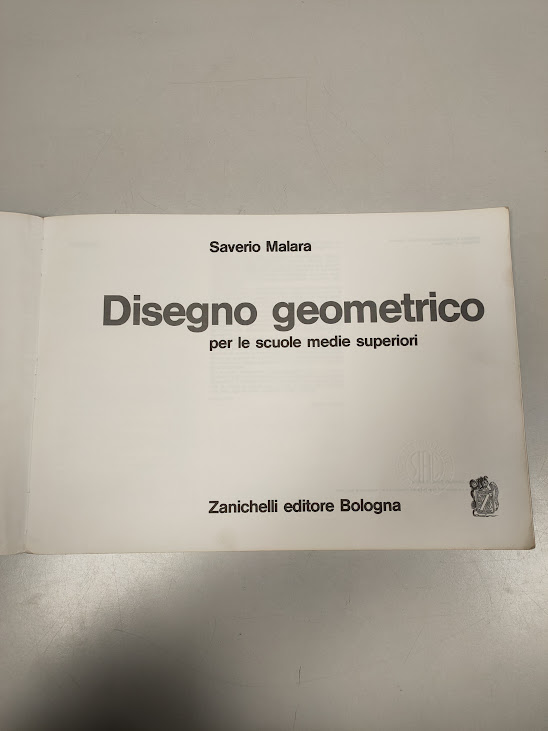 Saverio Malara
Disegno geometrico
per le scuole medie superiori
Zanichelli editore Bologna